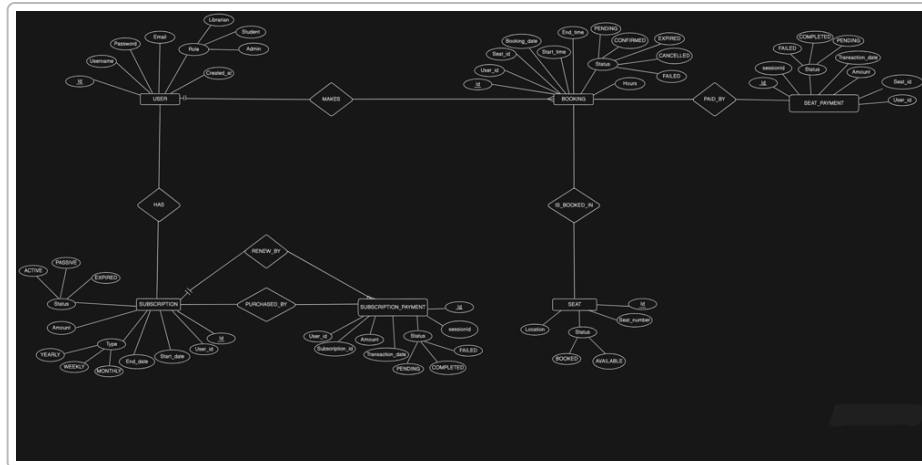 Librarian
Email
Student
Password
Role
Admin
Username
Created_at
Id
USER
MAKES
End_time
PENDING
Booking_date
CONFIRMED
EXPIRED
Seat_id
Start_time
CANCELLED
Status
User_id
FAILED
Id
Hours
BOOKING
PAID_BY
COMPLETED
PENDING
FAILED
Transaction_date
sessionid
Status
Amount
Id
Seat_id
SEAT_PAYMENT
User_id
HAS
IS_BOOKED_IN
RENEW_BY
PASSIVE
ACTIVE
EXPIRED
Status
SUBSCRIPTION
PURCHASED_BY
SUBSCRIPTION_PAYMENT
Id
Amount
Id
Type
User_id
YEARLY
Start_date
End_date
WEEKLY
MONTHLY
sessionid
User_id
Status
Amount
Subscription_id
FAILED
Transaction_date
PENDING
COMPLETED
SEAT
Id
Seat_number
Location
Status
BOOKED
AVAILABLE